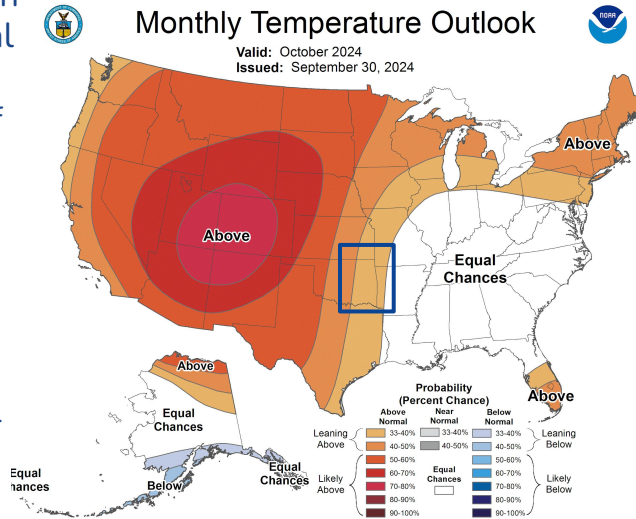 Monthly Temperature Outlook
NOAA
Valid: October 2024
Issued: September 30, 2024
Above
Above
Equal
Chances
Above
Above
Equal
Chances
Below
Equal
Chances
Equal
Probability
(Percent Chance)
Above
Normal
Near
Normal
Below
Normal
Leaning
Above
33-40%
33-40%
33-40%
Leaning
Below
40-50%
40-50%
40-50%
Likely
Above
50-60%
50-60%
Likely
Below
60-70%
60-70%
70-80%
Equal
Chances
70-80%
80-90%
80-90%
90-100%
90-100%